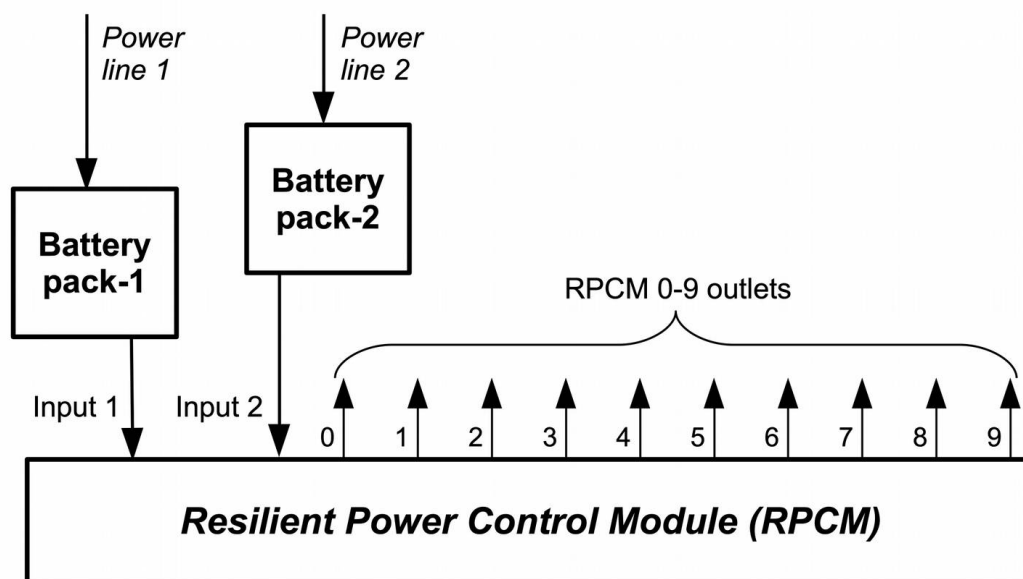 Power
line 1
Power
line 2
Battery
pack-1
Battery
pack-2
RPCM 0-9 outlets
Input 1
Input 2
0 1 2 3 4 5 6 7 8 9
Resilient Power Control Module (RPCM)